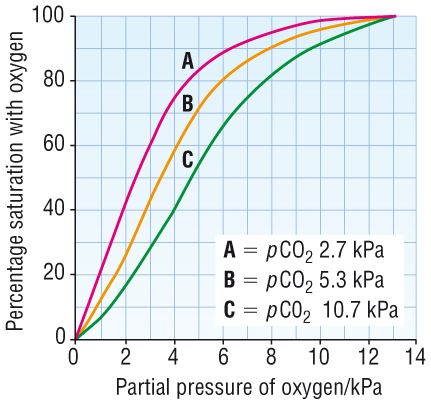 Percentage saturation with oxygen
100
80
60
40
20
0
A
B
C
A = pCO₂ 2.7 kPa
B = pCO₂ 5.3 kPa
C = pC0₂ 10.7 kPa
0 2 4 6 8 10 12 14
Partial pressure of oxygen/kPa